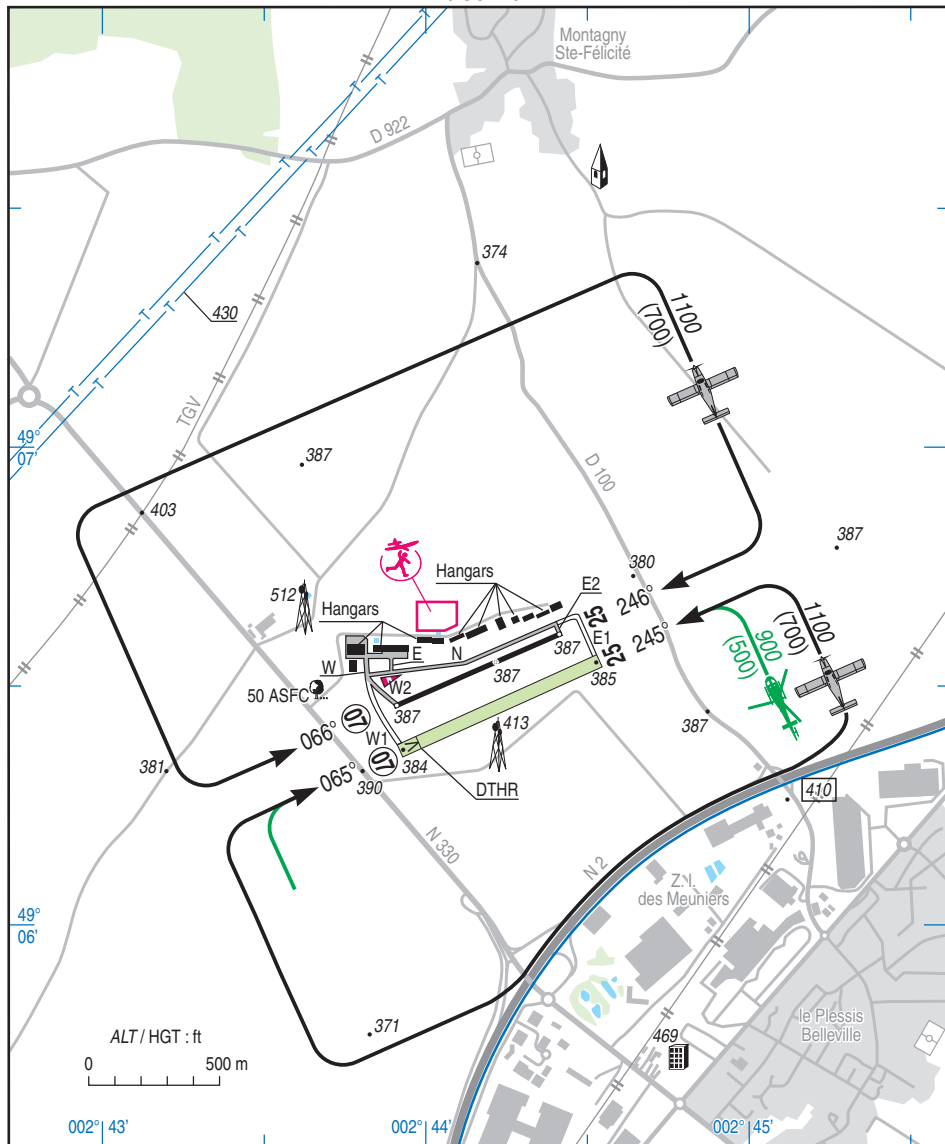 Montagny
Ste-Félicité
D 922
374
430
1100
(700)
TGV
49°
07'
387
D 100
403
387
380
512
Hangars
E2
25
246°
Hangars
N
E1
25
245°
1100
(700)
900
(500)
W
E
387
387
385
50 ASFC
W2
387
07
066°
W1
413
387
381
07
065°
384
390
DTHR
410
N 330
N 2
Z.I.
des Meuniers
49°
06'
371
le Plessis
Belleville
469
ALT / HGT : ft
0
500 m
002° 43'
002° 44'
002° 45'